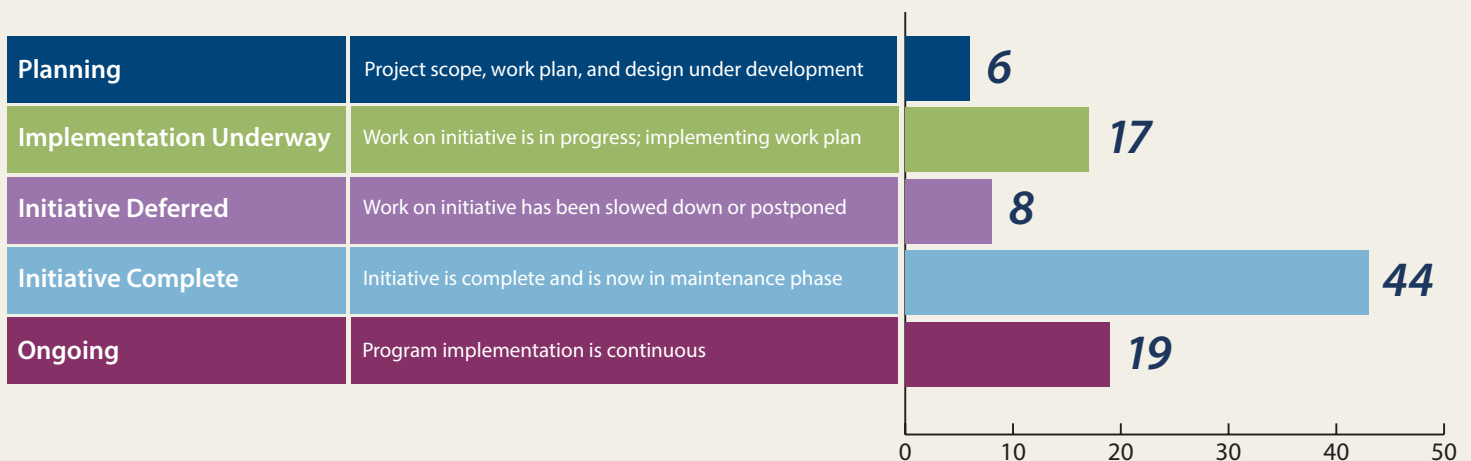 Planning Project scope, work plan, and design under development 6
Implementation Underway Work on initiative is in progress; implementing work plan 17
Initiative Deferred Work on initiative has been slowed down or postponed 8
Initiative Complete Initiative is complete and is now in maintenance phase 44
Ongoing Program implementation is continuous 19
0 10 20 30 40 50